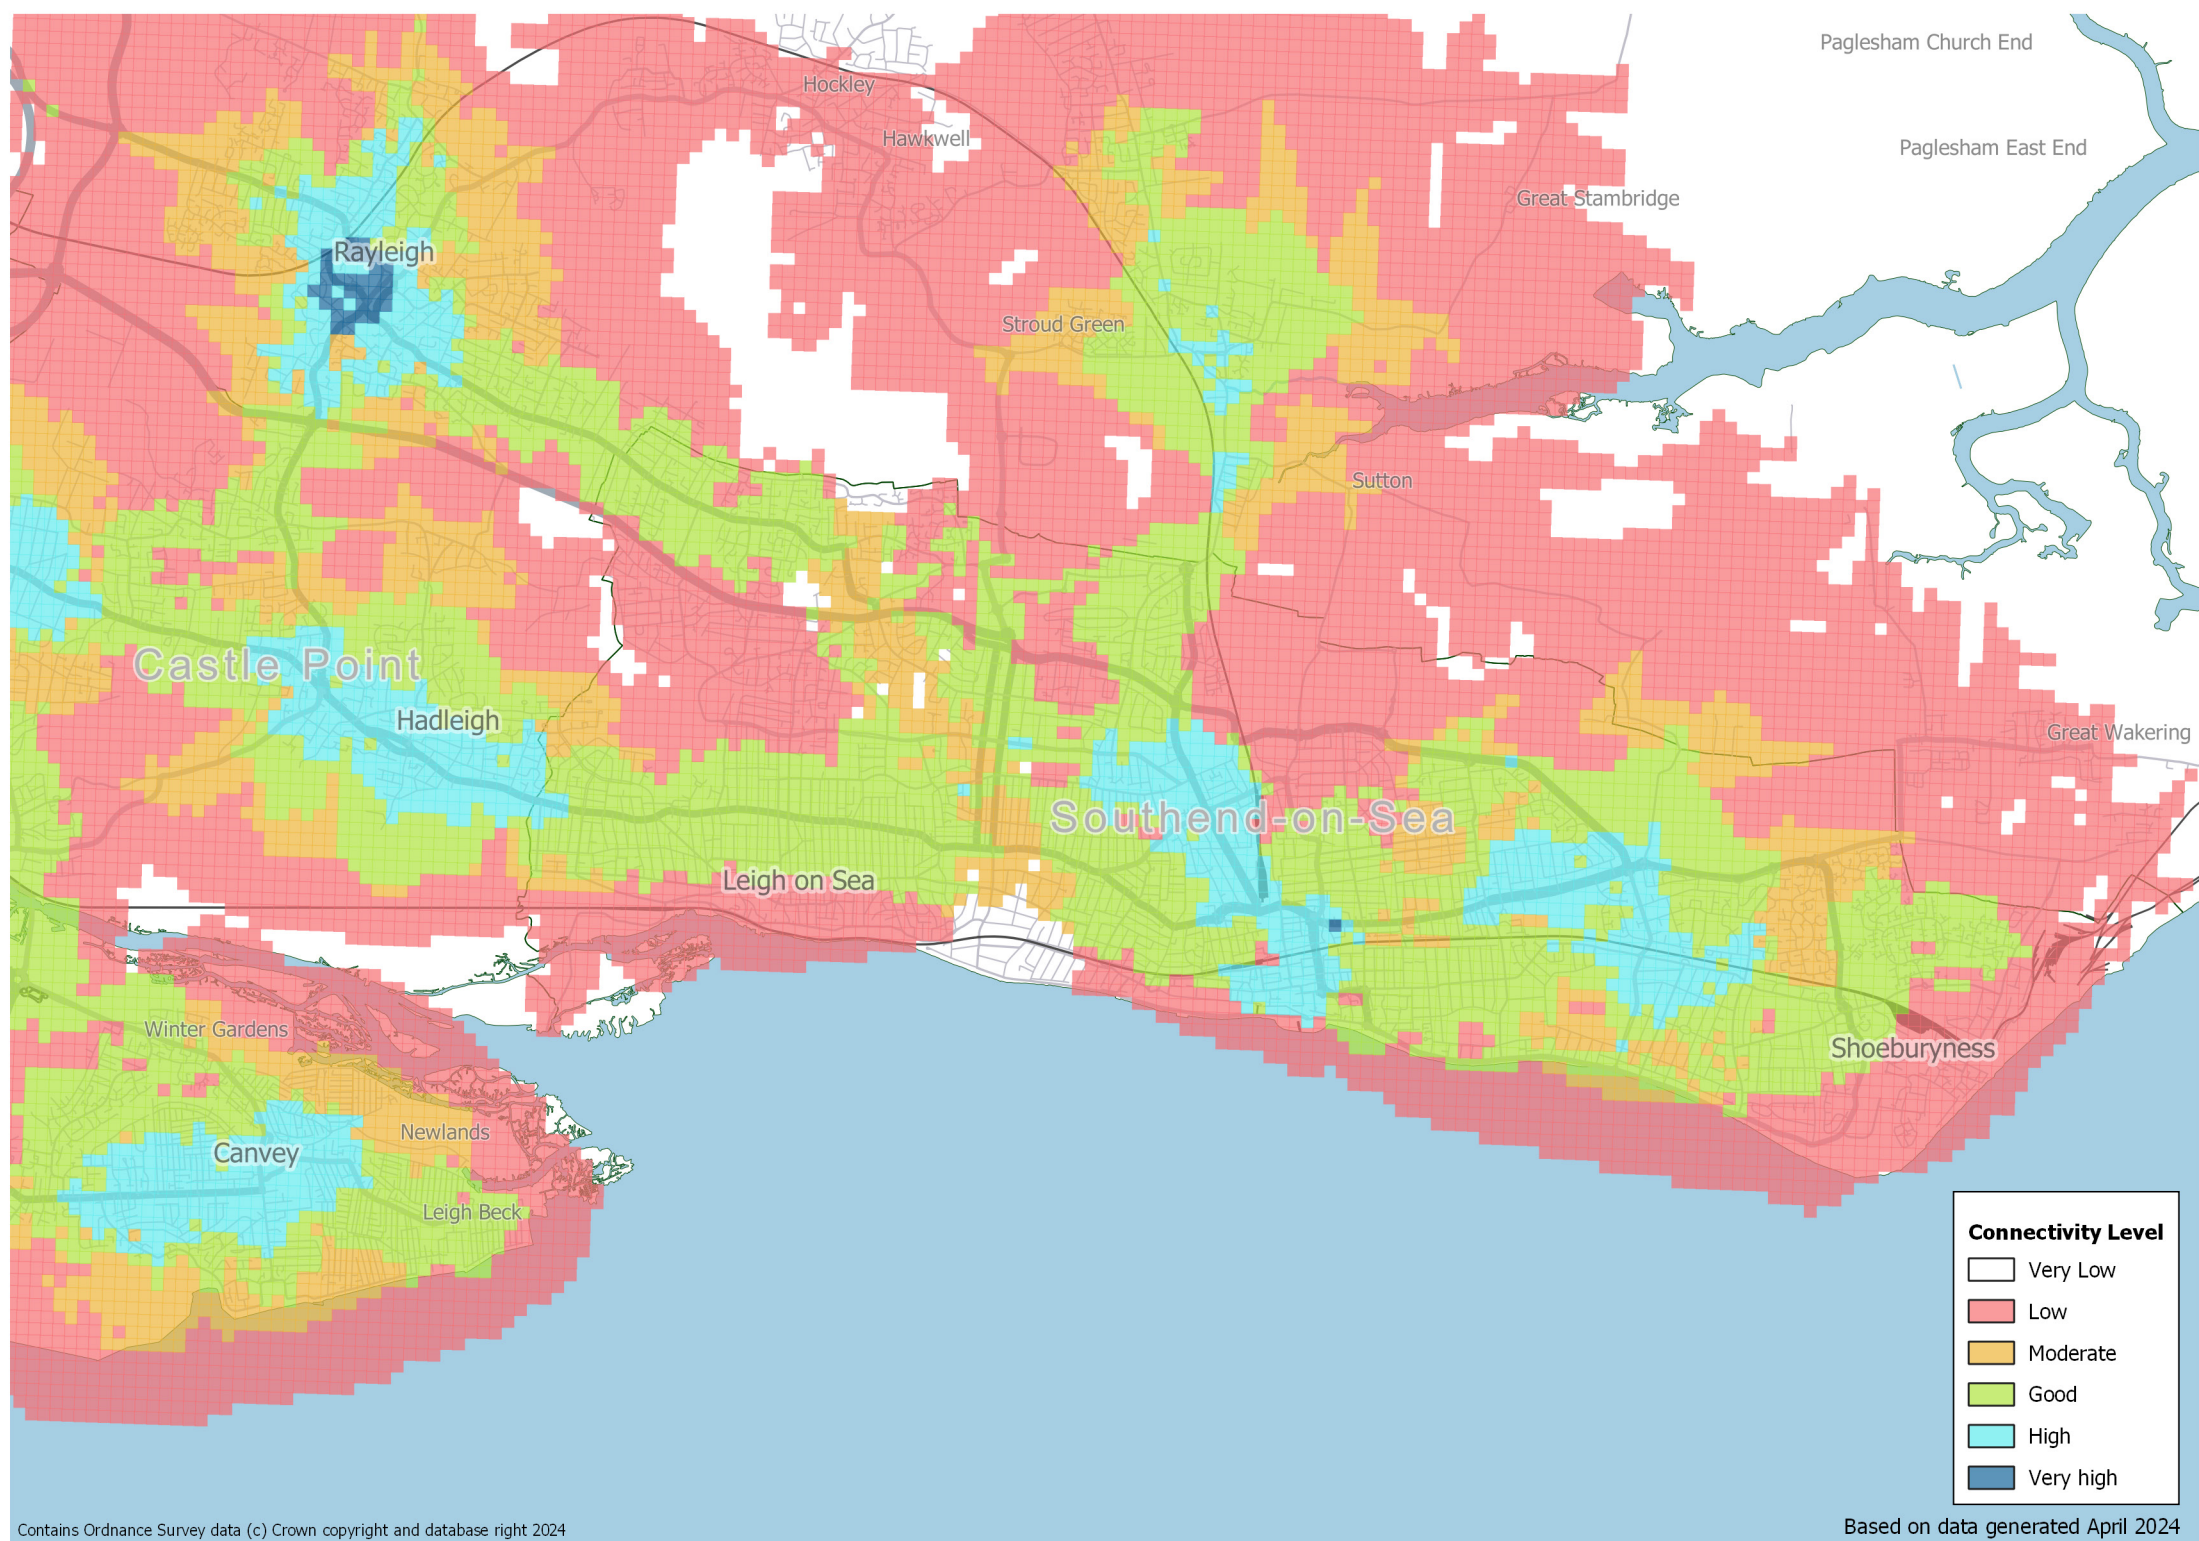 Paglesham Church End
Hockley
Hawkwell
Paglesham East End
Great Stambridge
Rayleigh
Stroud Green
Sutton
Castle Point
Hadleigh
Great Wakering
Southend-on-Sea
Leigh on Sea
Winter Gardens
Shoeburyness
Newlands
Canvey
Leigh Beck
Connectivity Level
Very Low
Low
Moderate
Good
High
Very high
Contains Ordnance Survey data (c) Crown copyright and database right 2024
Based on data generated April 2024